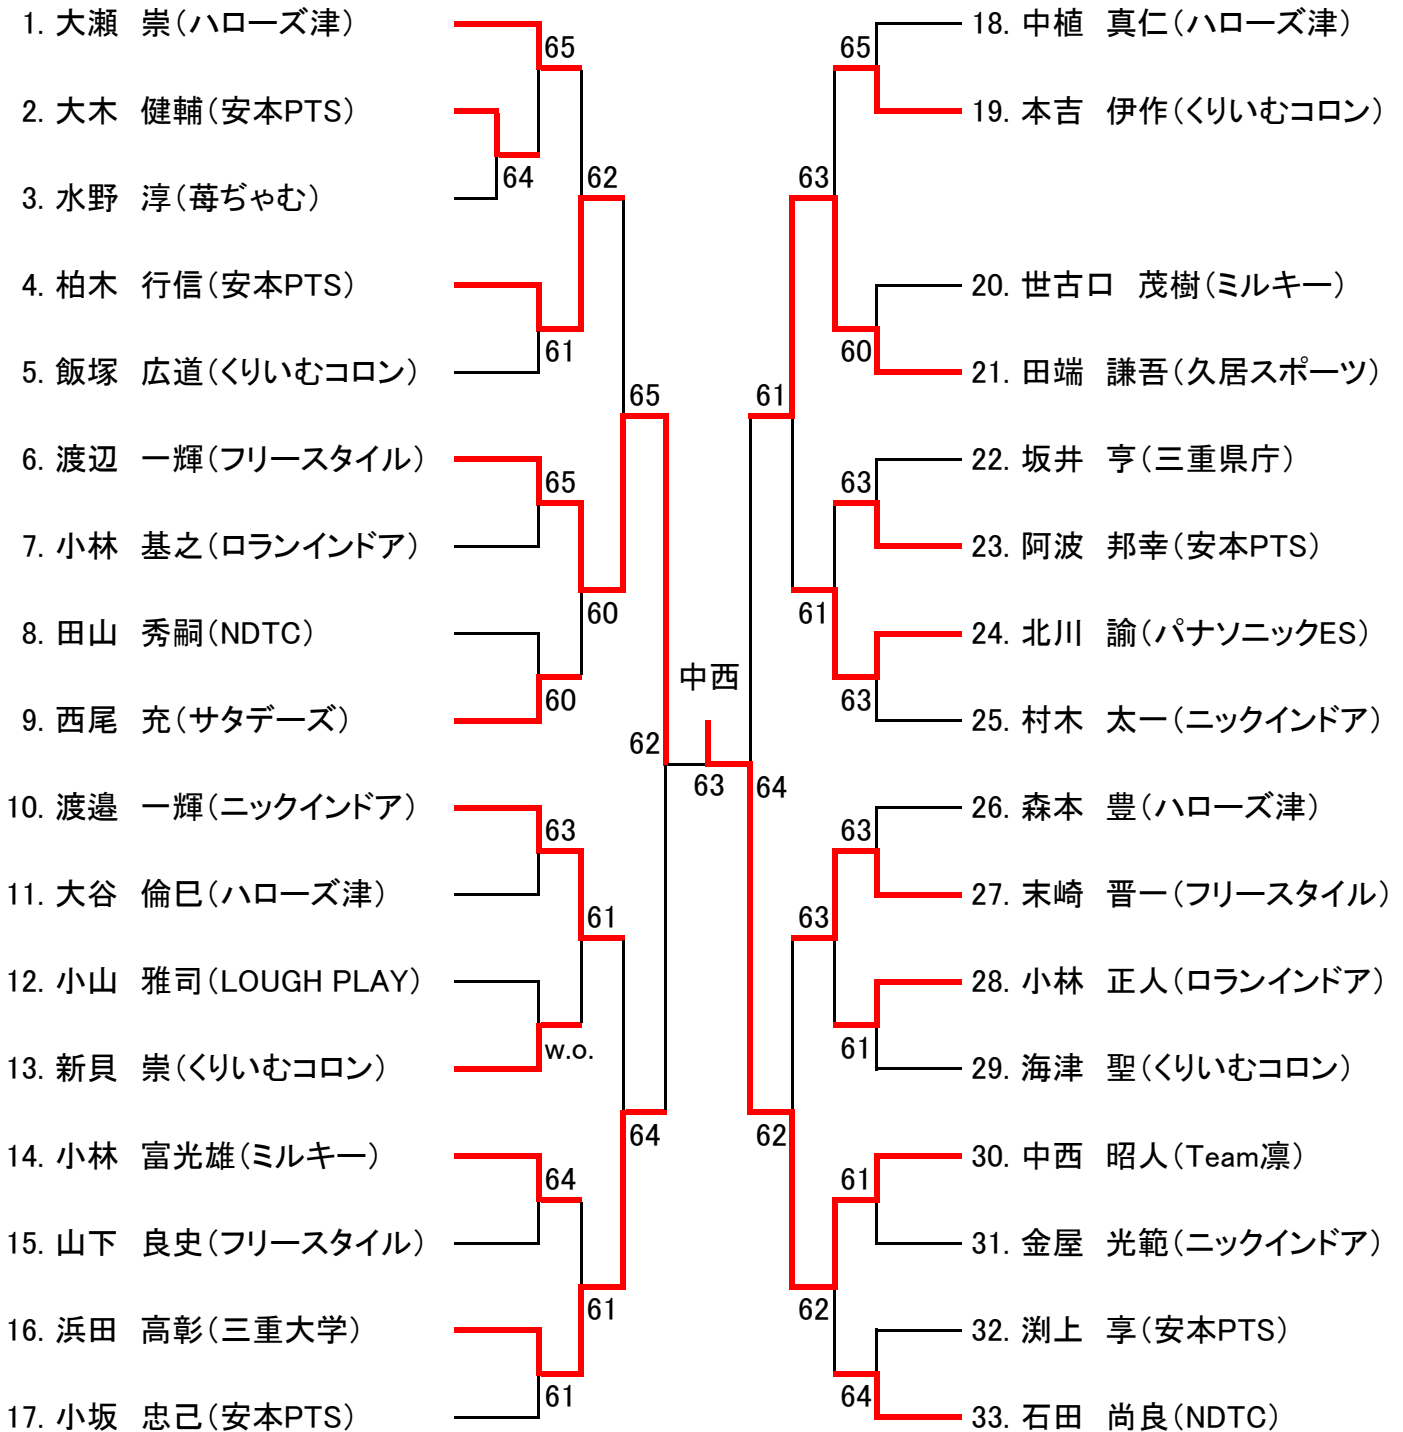 1. 大瀬 崇(ハローズ津)
2. 大木 健輔(安本PTS)
3. 水野 淳(苺ぢゃむ)
4. 柏木 行信(安本PTS)
5. 飯塚 広道(くりいむコロン)
6. 渡辺 一輝(フリースタイル)
7. 小林 基之(ロランインドア)
8. 田山 秀嗣(NDTC)
9. 西尾 充(サタデーズ)
10. 渡邉 一輝(ニックインドア)
11. 大谷 倫巳(ハローズ津)
12. 小山 雅司(LOUGH PLAY)
13. 新貝 崇(くりいむコロン)
14. 小林 富光雄(ミルキー)
15. 山下 良史(フリースタイル)
16. 浜田 高彰(三重大学)
17. 小坂 忠己(安本PTS)
65
64
61
65
60
63
w.o.
64
61
62
60
61
61
65
64
62
中西
63
64
61
62
63
61
63
62
65
60
63
63
63
61
61
64
18. 中植 真仁(ハローズ津)
19. 本吉 伊作(くりいむコロン)
20. 世古口 茂樹(ミルキー)
21. 田端 謙吾(久居スポーツ)
22. 坂井 亨(三重県庁)
23. 阿波 邦幸(安本PTS)
24. 北川 諭(パナソニックES)
25. 村木 太一(ニックインドア)
26. 森本 豊(ハローズ津)
27. 末崎 晋一(フリースタイル)
28. 小林 正人(ロランインドア)
29. 海津 聖(くりいむコロン)
30. 中西 昭人(Team凛)
31. 金屋 光範(ニックインドア)
32. 渕上 享(安本PTS)
33. 石田 尚良(NDTC)